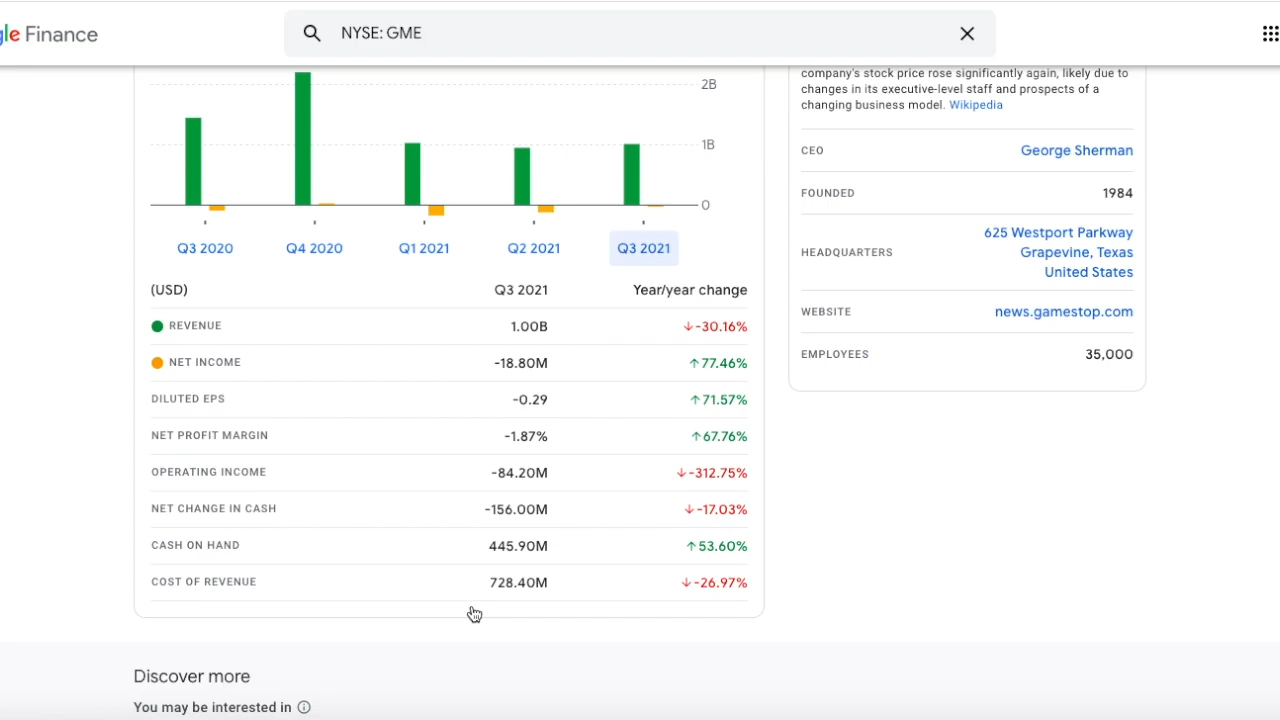 gle Finance
NYSE: GME
2B
1B
0
Q3 2020 Q4 2020 Q1 2021 Q2 2021 Q3 2021
(USD) Q3 2021 Year/year change
REVENUE 1.00B ↓-30.16%
NET INCOME -18.80M ↑77.46%
DILUTED EPS -0.29 ↑71.57%
NET PROFIT MARGIN -1.87% ↑67.76%
OPERATING INCOME -84.20M ↓-312.75%
NET CHANGE IN CASH -156.00M ↓-17.03%
CASH ON HAND 445.90M ↑53.60%
COST OF REVENUE 728.40M ↓-26.97%
company's stock price rose significantly again, likely due to
changes in its executive-level staff and prospects of a
changing business model. Wikipedia
CEO George Sherman
FOUNDED 1984
HEADQUARTERS 625 Westport Parkway
Grapevine, Texas
United States
WEBSITE news.gamestop.com
EMPLOYEES 35,000
Discover more
You may be interested in